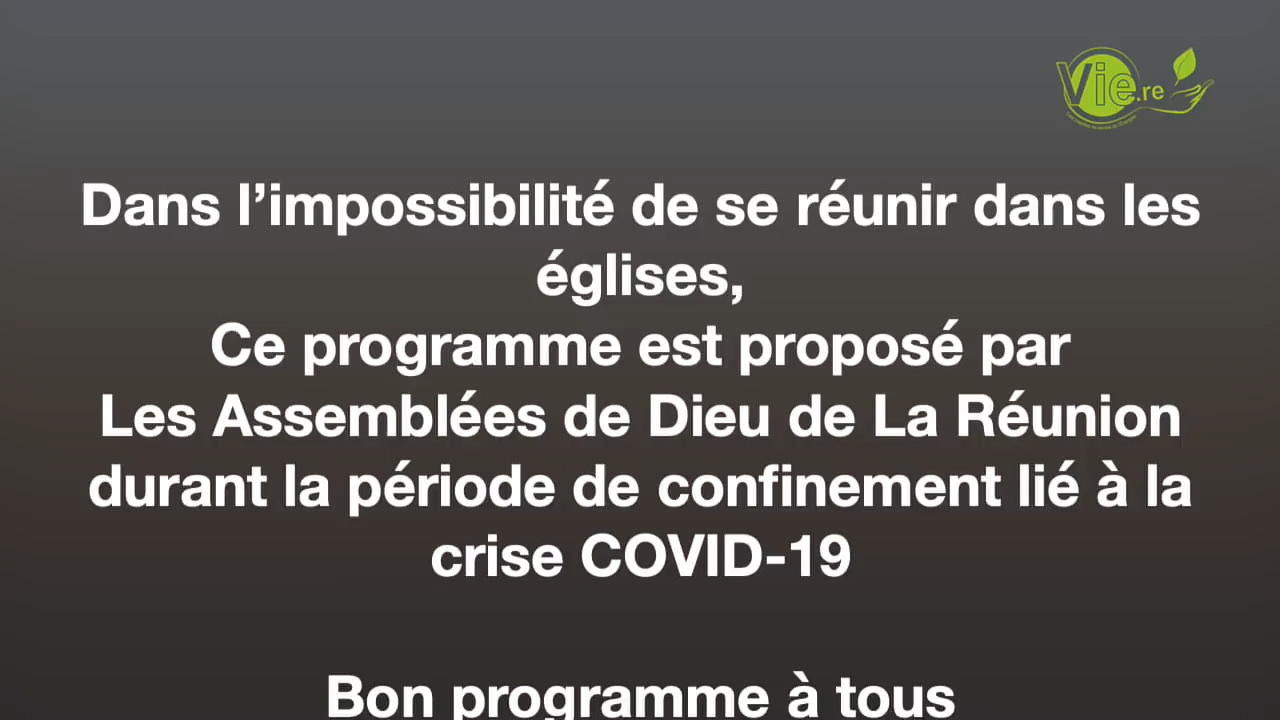 Vie.re
Dans l’impossibilité de se réunir dans les
églises,
Ce programme est proposé par
Les Assemblées de Dieu de La Réunion
durant la période de confinement lié à la
crise COVID-19
Bon programme à tous